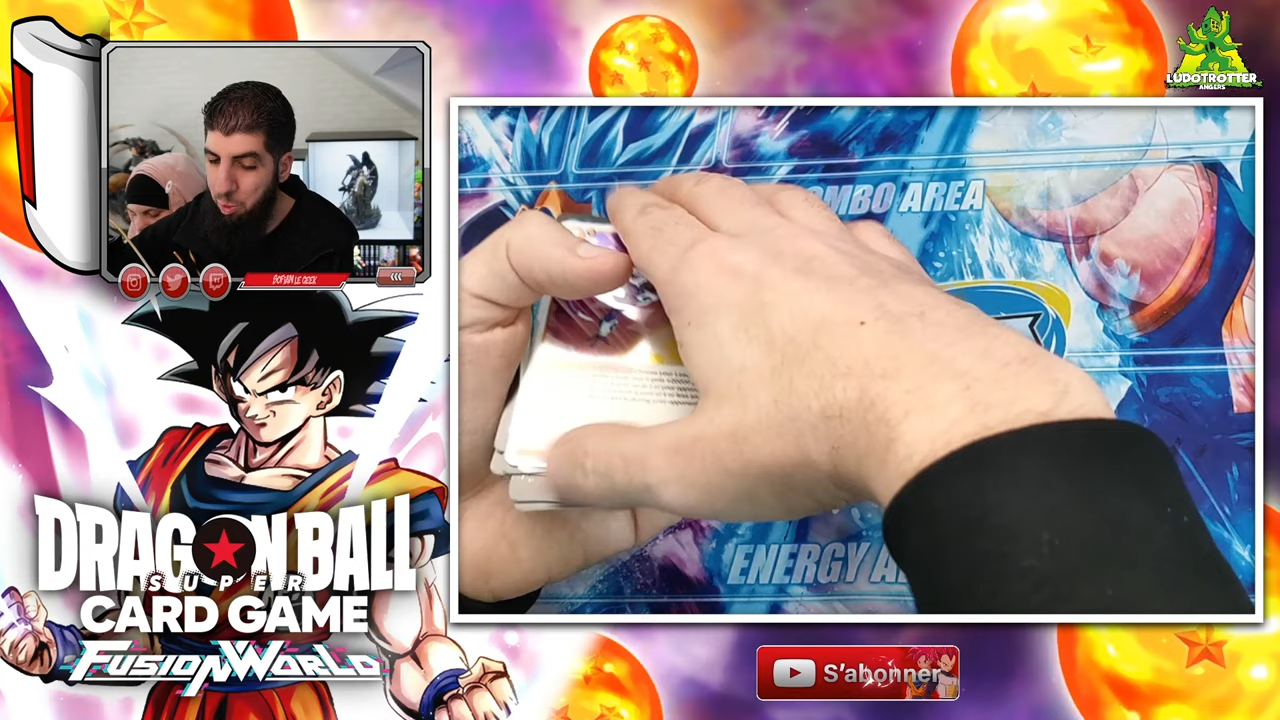 LUDOTROTTER
ANGERS
SOFIAN LE GEEK
COMBO AREA
ENERGY A
DRAGON BALL
SUPER
CARD GAME
FUSION WORLD
S'abonner